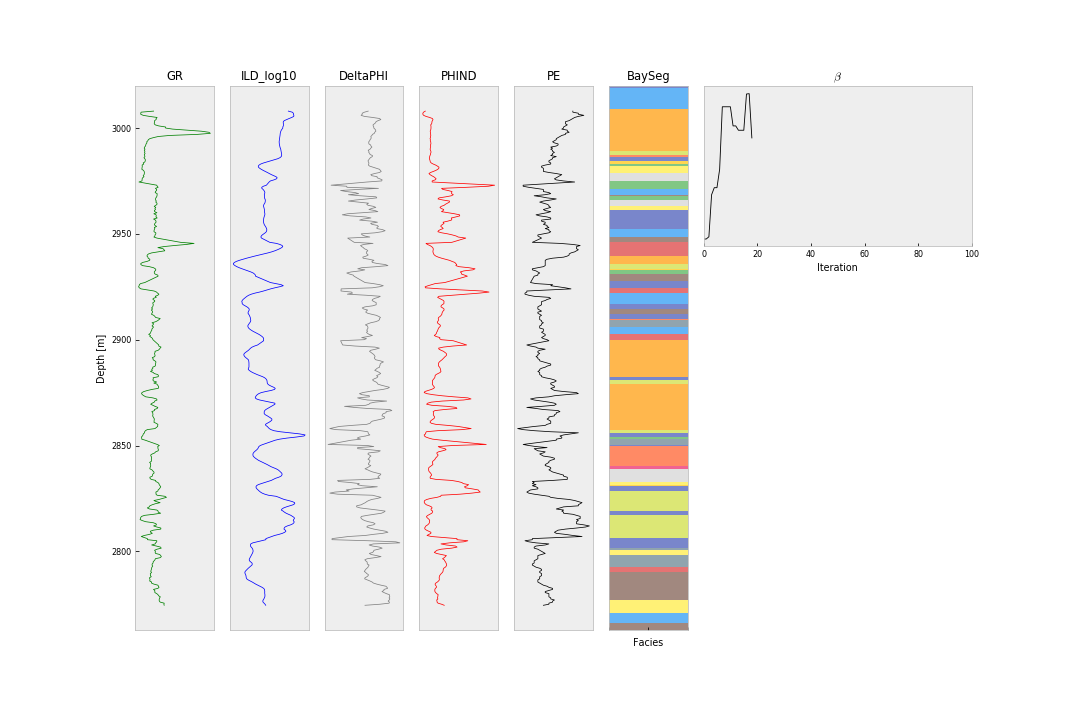 GR ILD_log10 DeltaPHI PHIND PE BaySeg β
3000
2950
2900
2850
2800
Depth [m]
0 20 40 60 80 100
Iteration
Facies